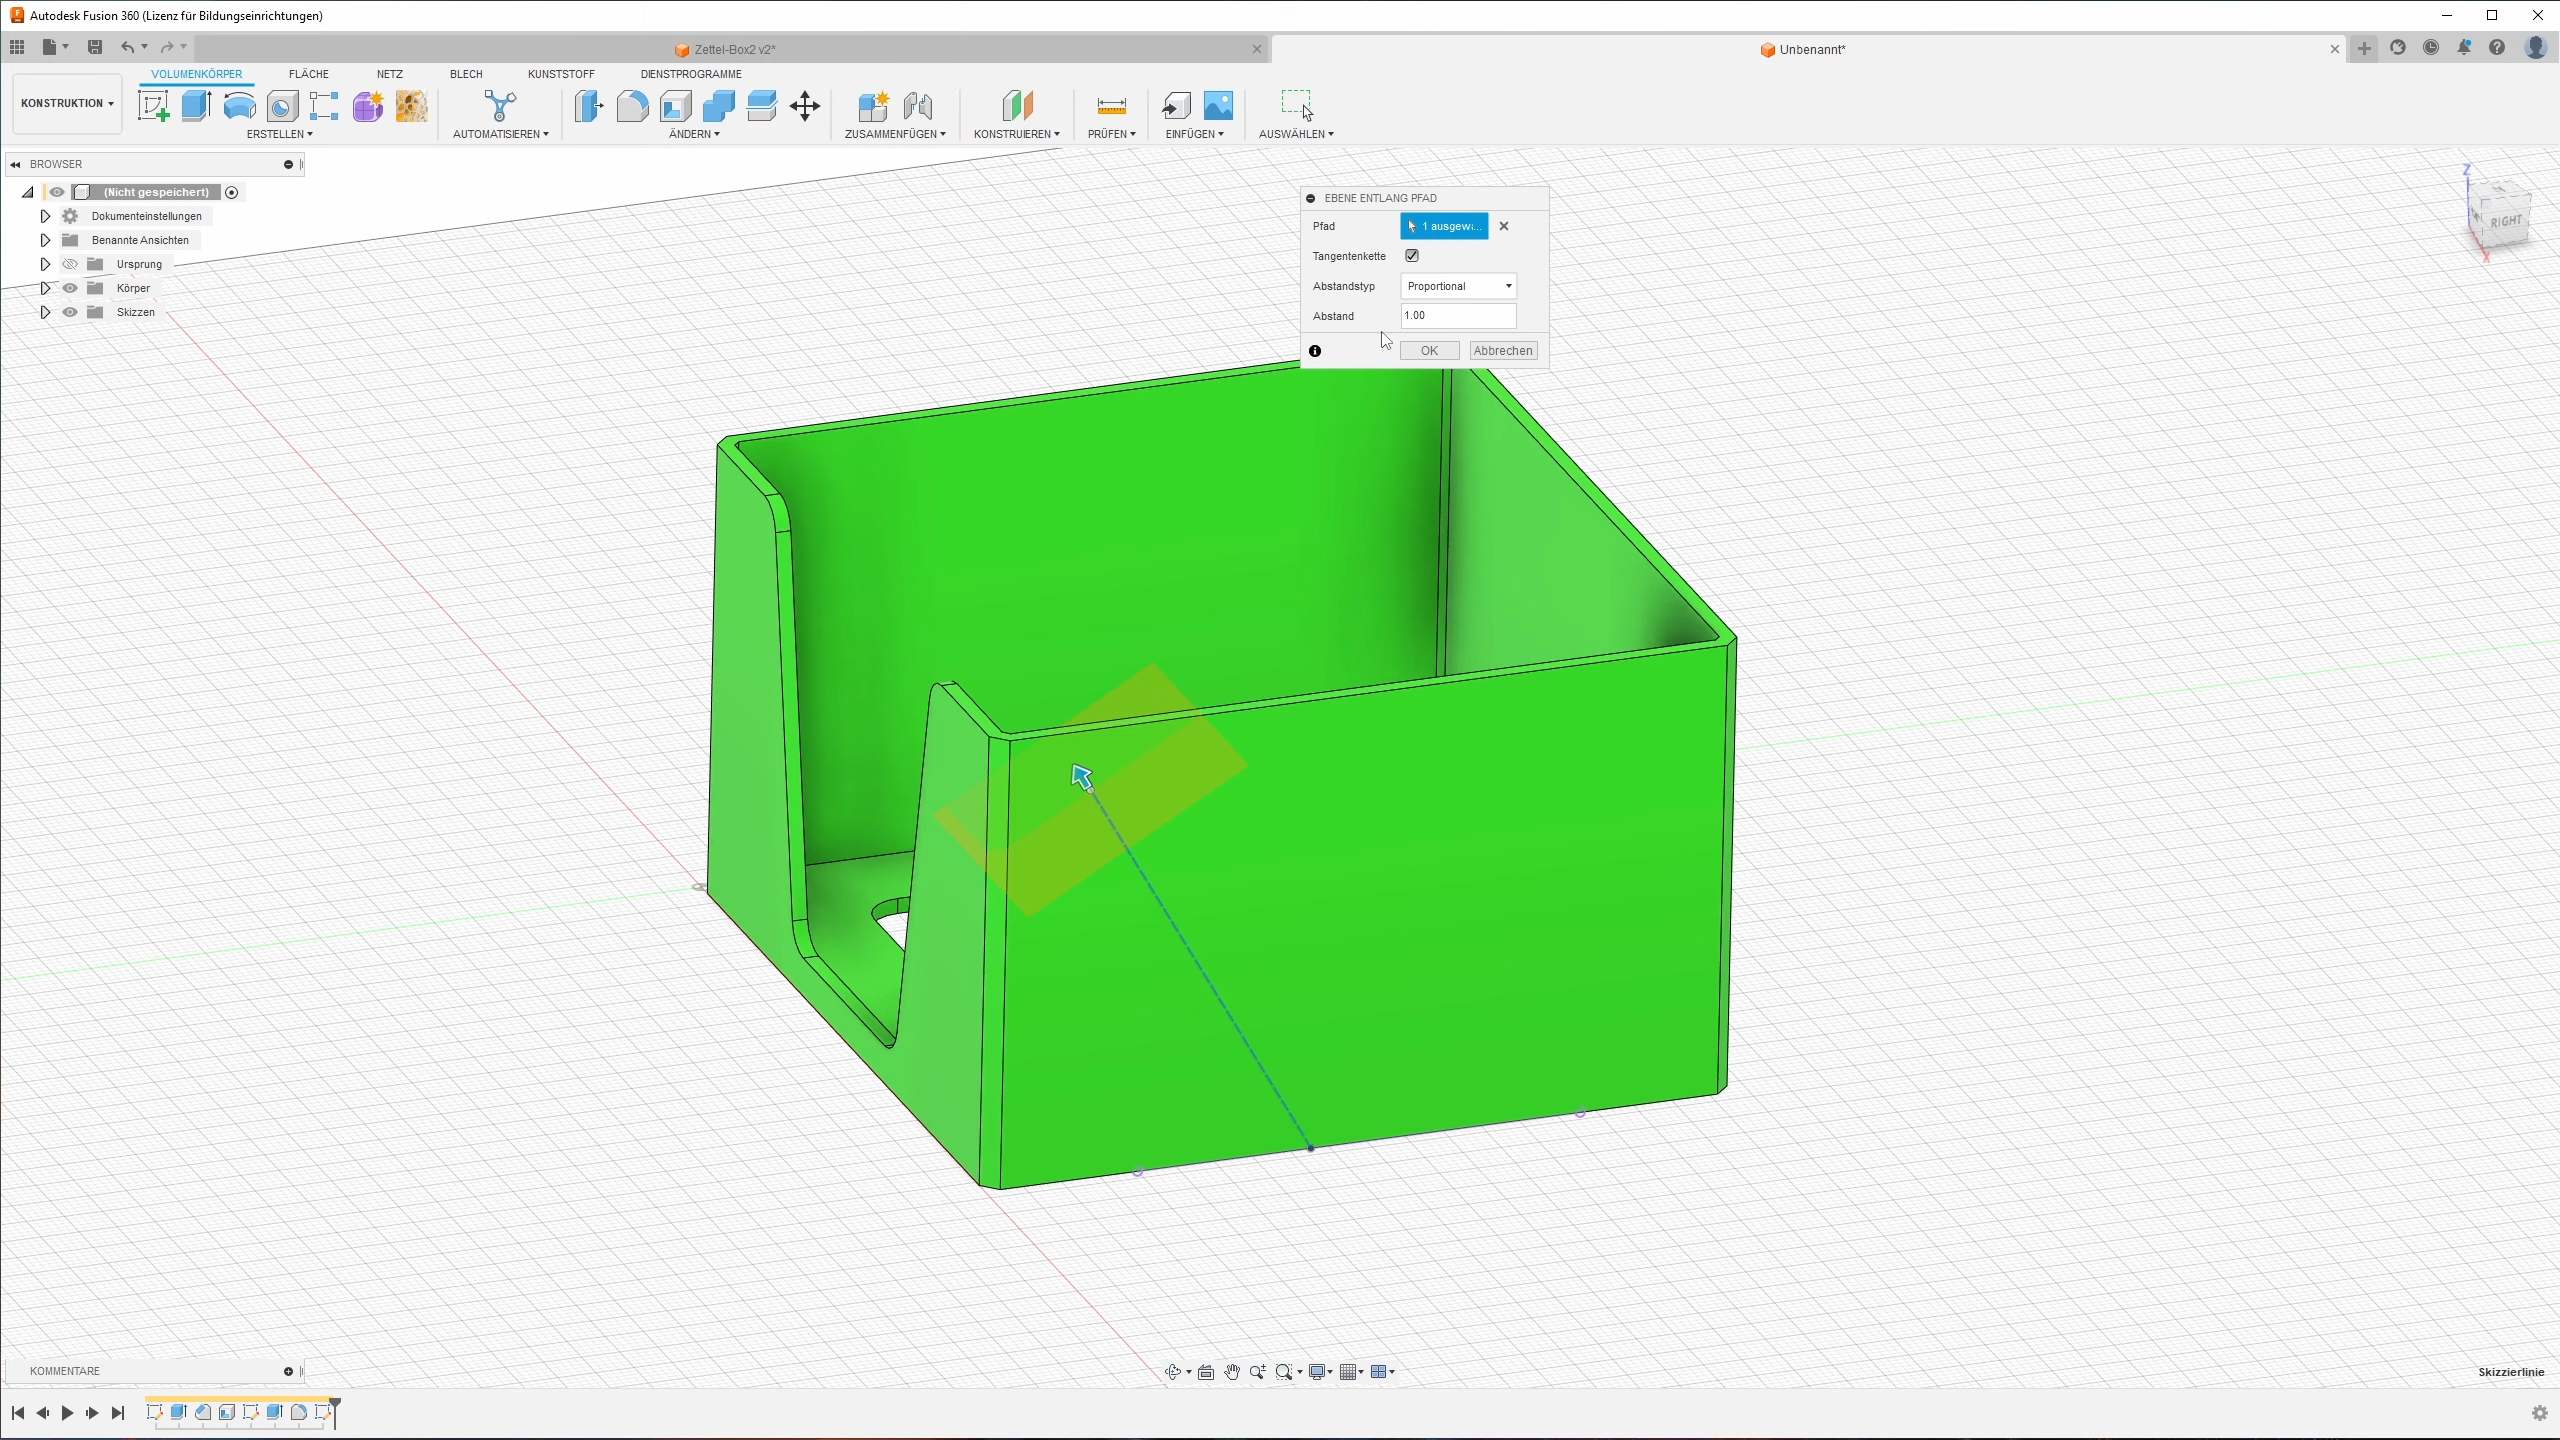 Autodesk Fusion 360 (Lizenz für Bildungseinrichtungen)
Zettel-Box2 v2*
Unbenannt*
KONSTRUKTION
VOLUMENKÖRPER
FLÄCHE
NETZ
BLECH
KUNSTSTOFF
DIENSTPROGRAMME
ERSTELLEN
AUTOMATISIEREN
ÄNDERN
ZUSAMMENFÜGEN
KONSTRUIEREN
PRÜFEN
EINFÜGEN
AUSWÄHLEN
BROWSER
(Nicht gespeichert)
Dokumenteinstellungen
Benannte Ansichten
Ursprung
Körper
Skizzen
EBENE ENTLANG PFAD
Pfad
1 ausgewi...
Tangentenkette
Abstandstyp
Proportional
Abstand
1.00
OK
Abbrechen
Z
RIGHT
X
KOMMENTARE
Skizzierlinie